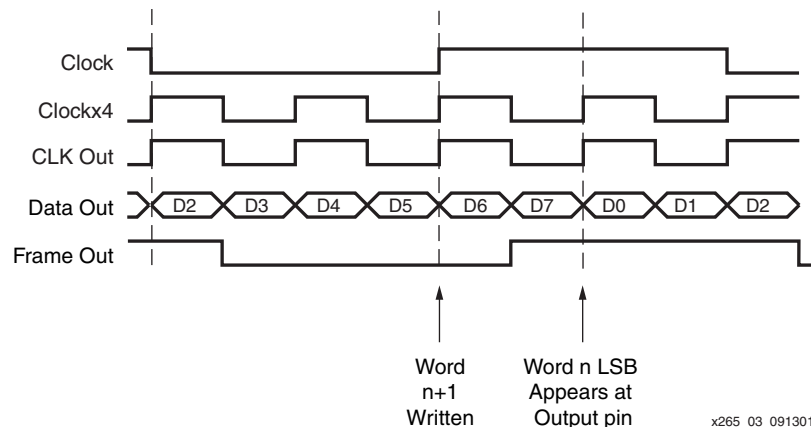 Clock
Clockx4
CLK Out
Data Out D2 D3 D4 D5 D6 D7 D0 D1 D2
Frame Out
Word n+1 Written
Word n LSB Appears at Output pin
x265_03_091301